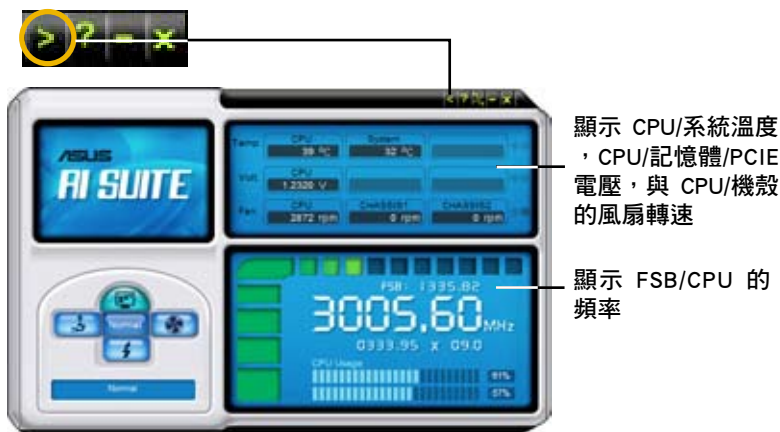 > ? - x
< ? - x
顯示 CPU/系統溫度
，CPU/記憶體/PCIE
電壓，與 CPU/機殼
的風扇轉速
顯示 FSB/CPU 的
頻率
ASUS
AI SUITE
Temp
CPU
System
39 ºC
32 ºC
Volt
CPU
1.2320 V
Fan
CPU
CHASSIS1
CHASSIS2
2872 rpm
0 rpm
0 rpm
FSB: 1335.82
3005.60MHz
0333.95 x 09.0
CPU Usage
61%
57%
Normal
Normal